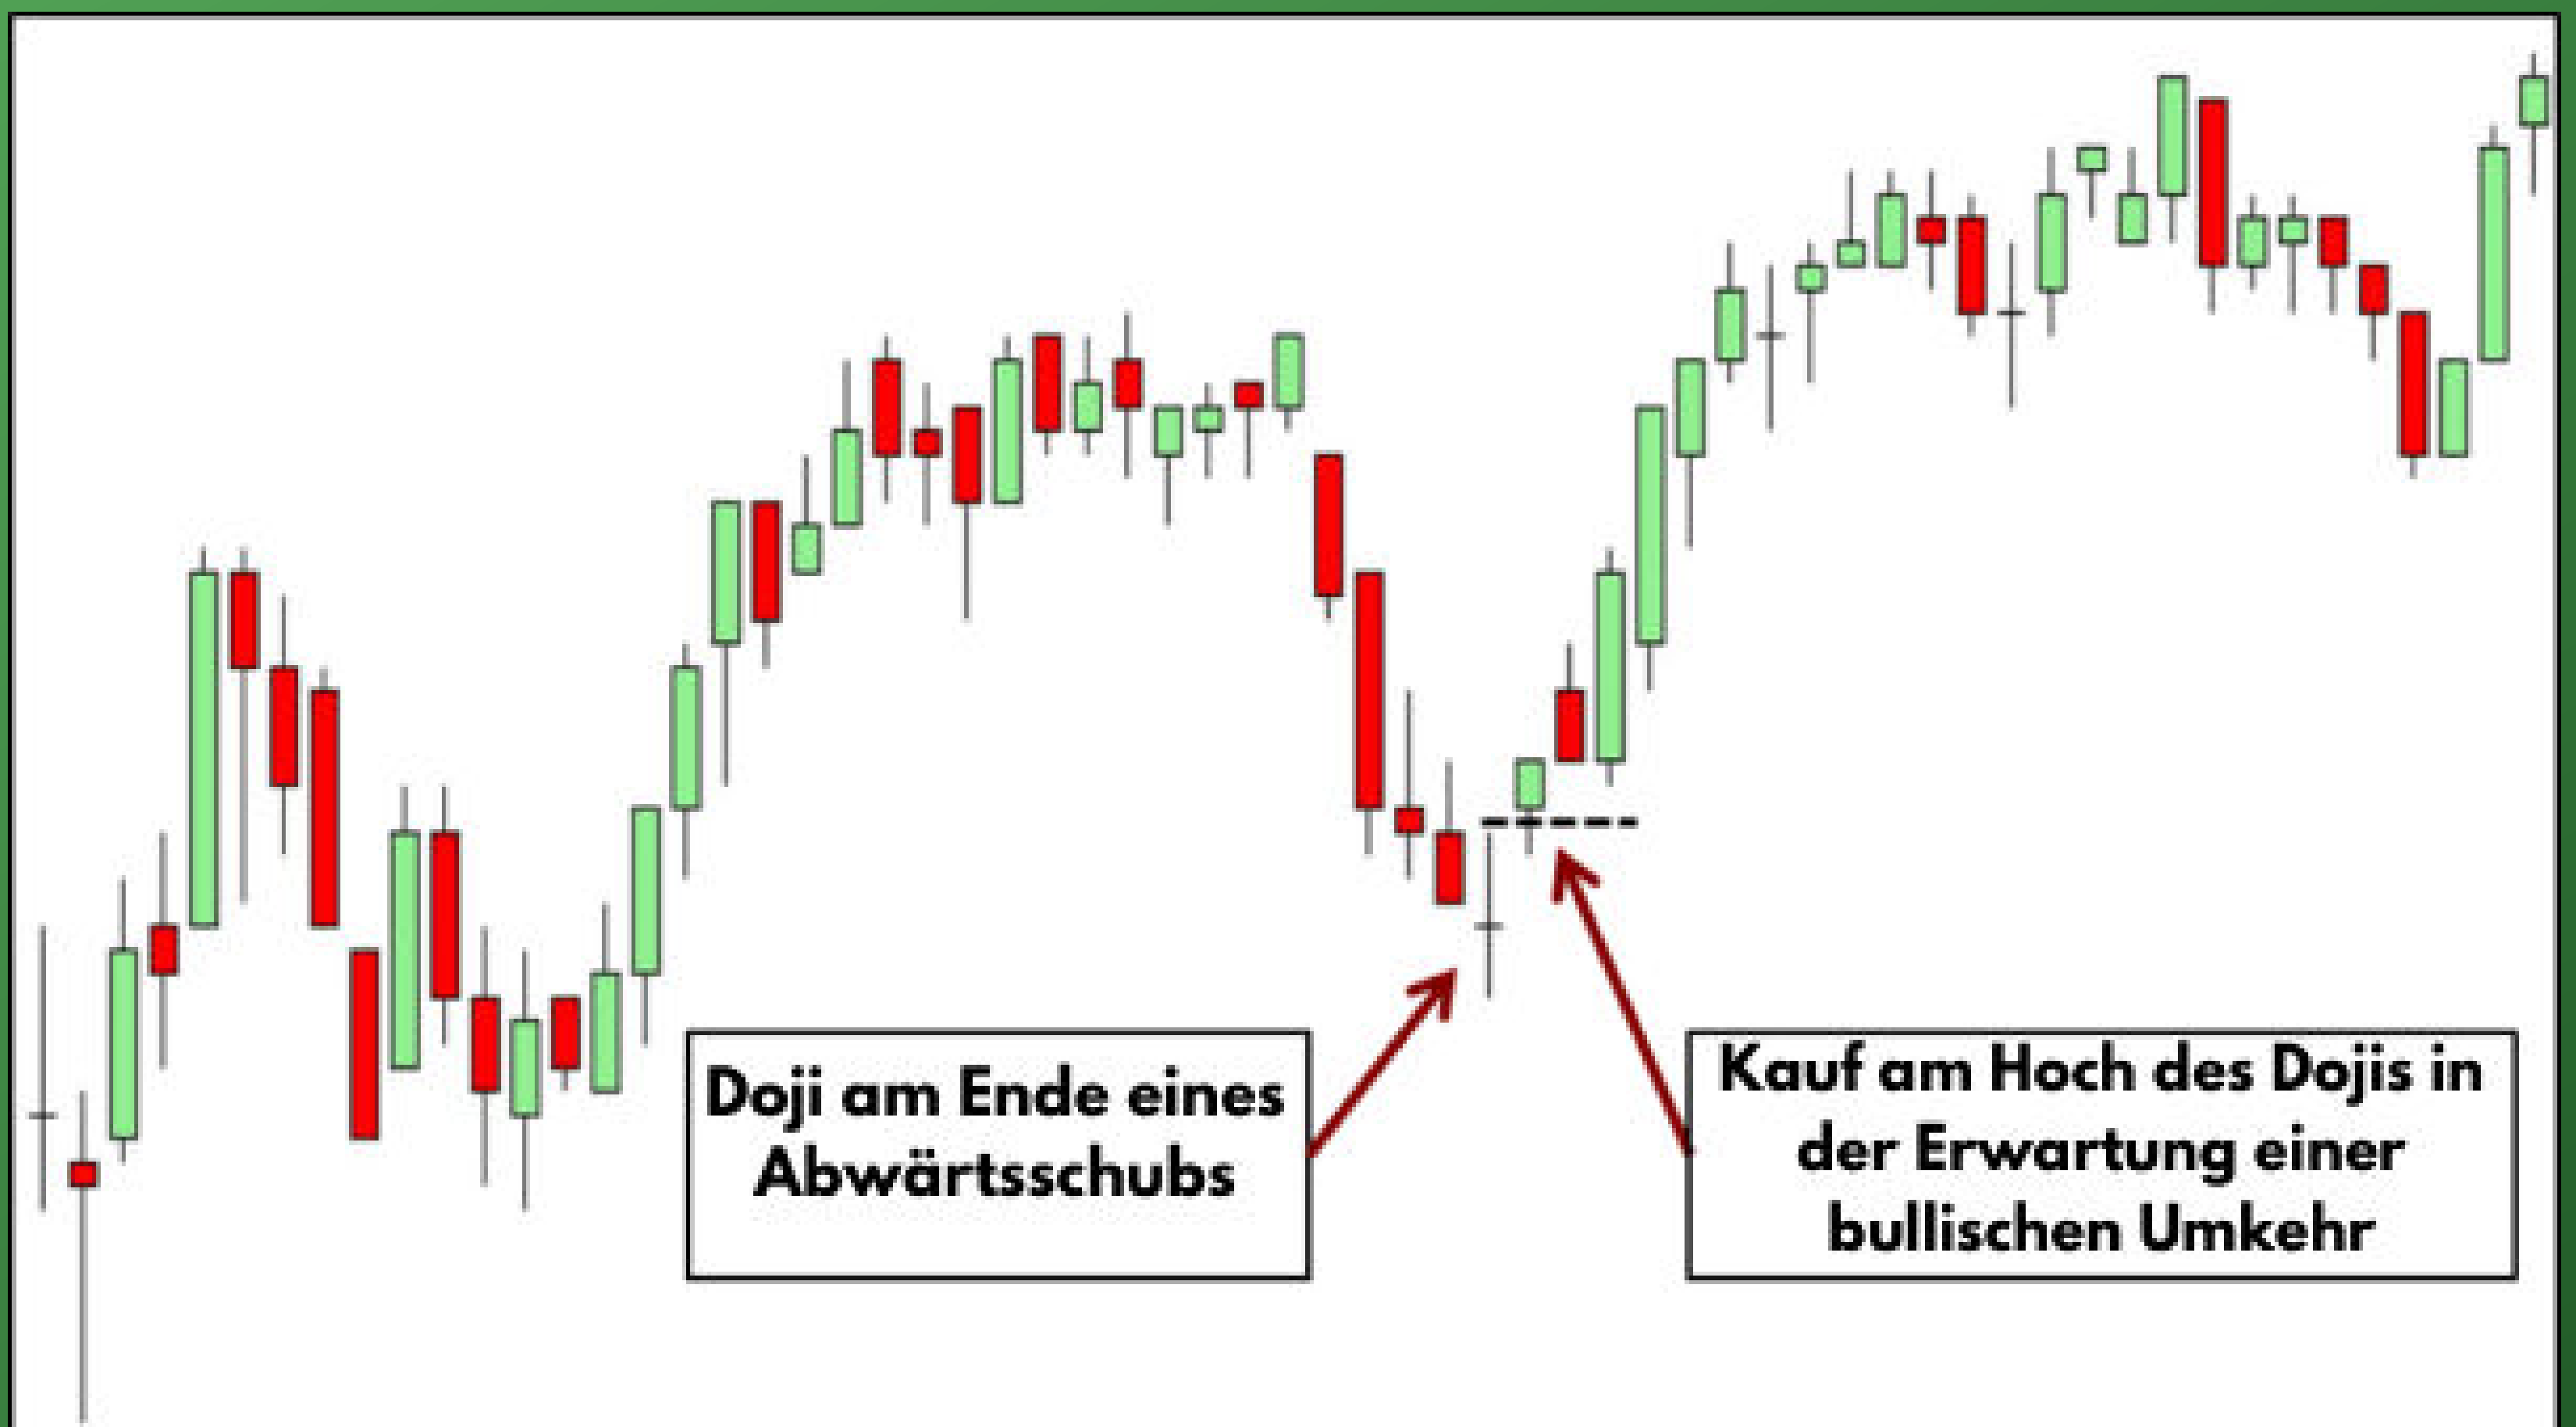 Doji am Ende eines
Abwärtsschubs
Kauf am Hoch des Dojis in
der Erwartung einer
bullischen Umkehr